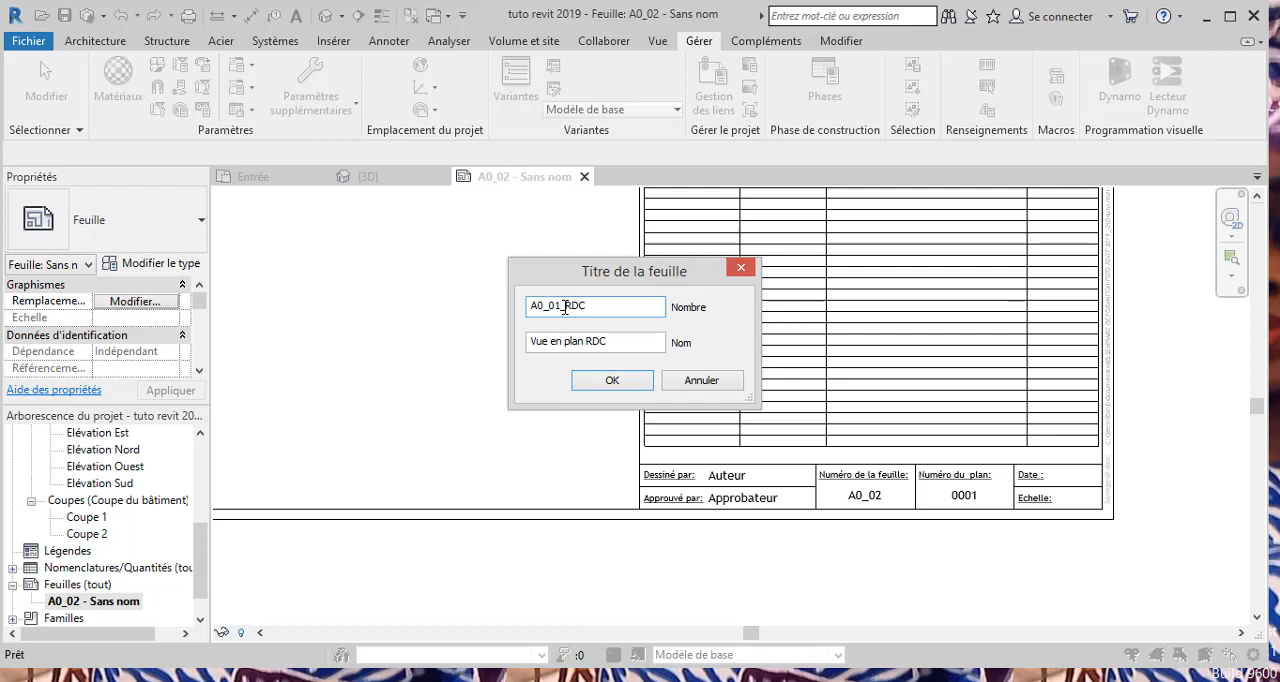 tuto revit 2019 - Feuille: A0_02 - Sans nom
Entrez mot-clé ou expression
Se connecter
Fichier Architecture Structure Acier Systèmes Insérer Annoter Analyser Volume et site Collaborer Vue Gérer Compléments Modifier
Modifier
Matériaux
Paramètres
supplémentaires
Variantes
Modèle de base
Gestion
des liens
Phases
Dynamo
Lecteur
Dynamo
Sélectionner Paramètres Emplacement du projet Variantes Gérer le projet Phase de construction Sélection Renseignements Macros Programmation visuelle
Propriétés
Entrée
{3D}
A0_02 - Sans nom
Feuille
Feuille: Sans n
Modifier le type
Graphismes
Remplaceme... Modifier...
Echelle
Données d'identification
Dépendance Indépendant
Référenceme...
Aide des propriétés
Appliquer
Arborescence du projet - tuto revit 20...
Elévation Est
Elévation Nord
Elévation Ouest
Elévation Sud
Coupes (Coupe du bâtiment)
Coupe 1
Coupe 2
Légendes
Nomenclatures/Quantités (tou
Feuilles (tout)
A0_02 - Sans nom
Familles
Titre de la feuille
A0_01_RDC
Nombre
Vue en plan RDC
Nom
OK
Annuler
Dessiné par: Auteur
Approuvé par: Approbateur
Numéro de la feuille:
A0_02
Numéro du plan:
0001
Date :
Echelle:
2D
Prêt
:0
Modèle de base
Build 9600